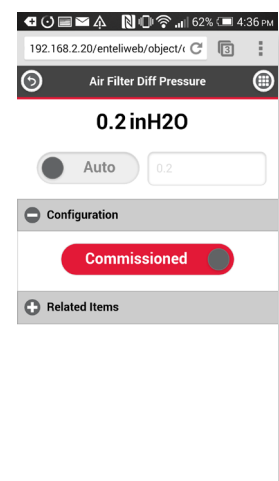 62% 4:36 PM
192.168.2.20/enteliweb/object/ 3
Air Filter Diff Pressure
0.2 inH2O
Auto 0.2
Configuration
Commissioned
Related Items